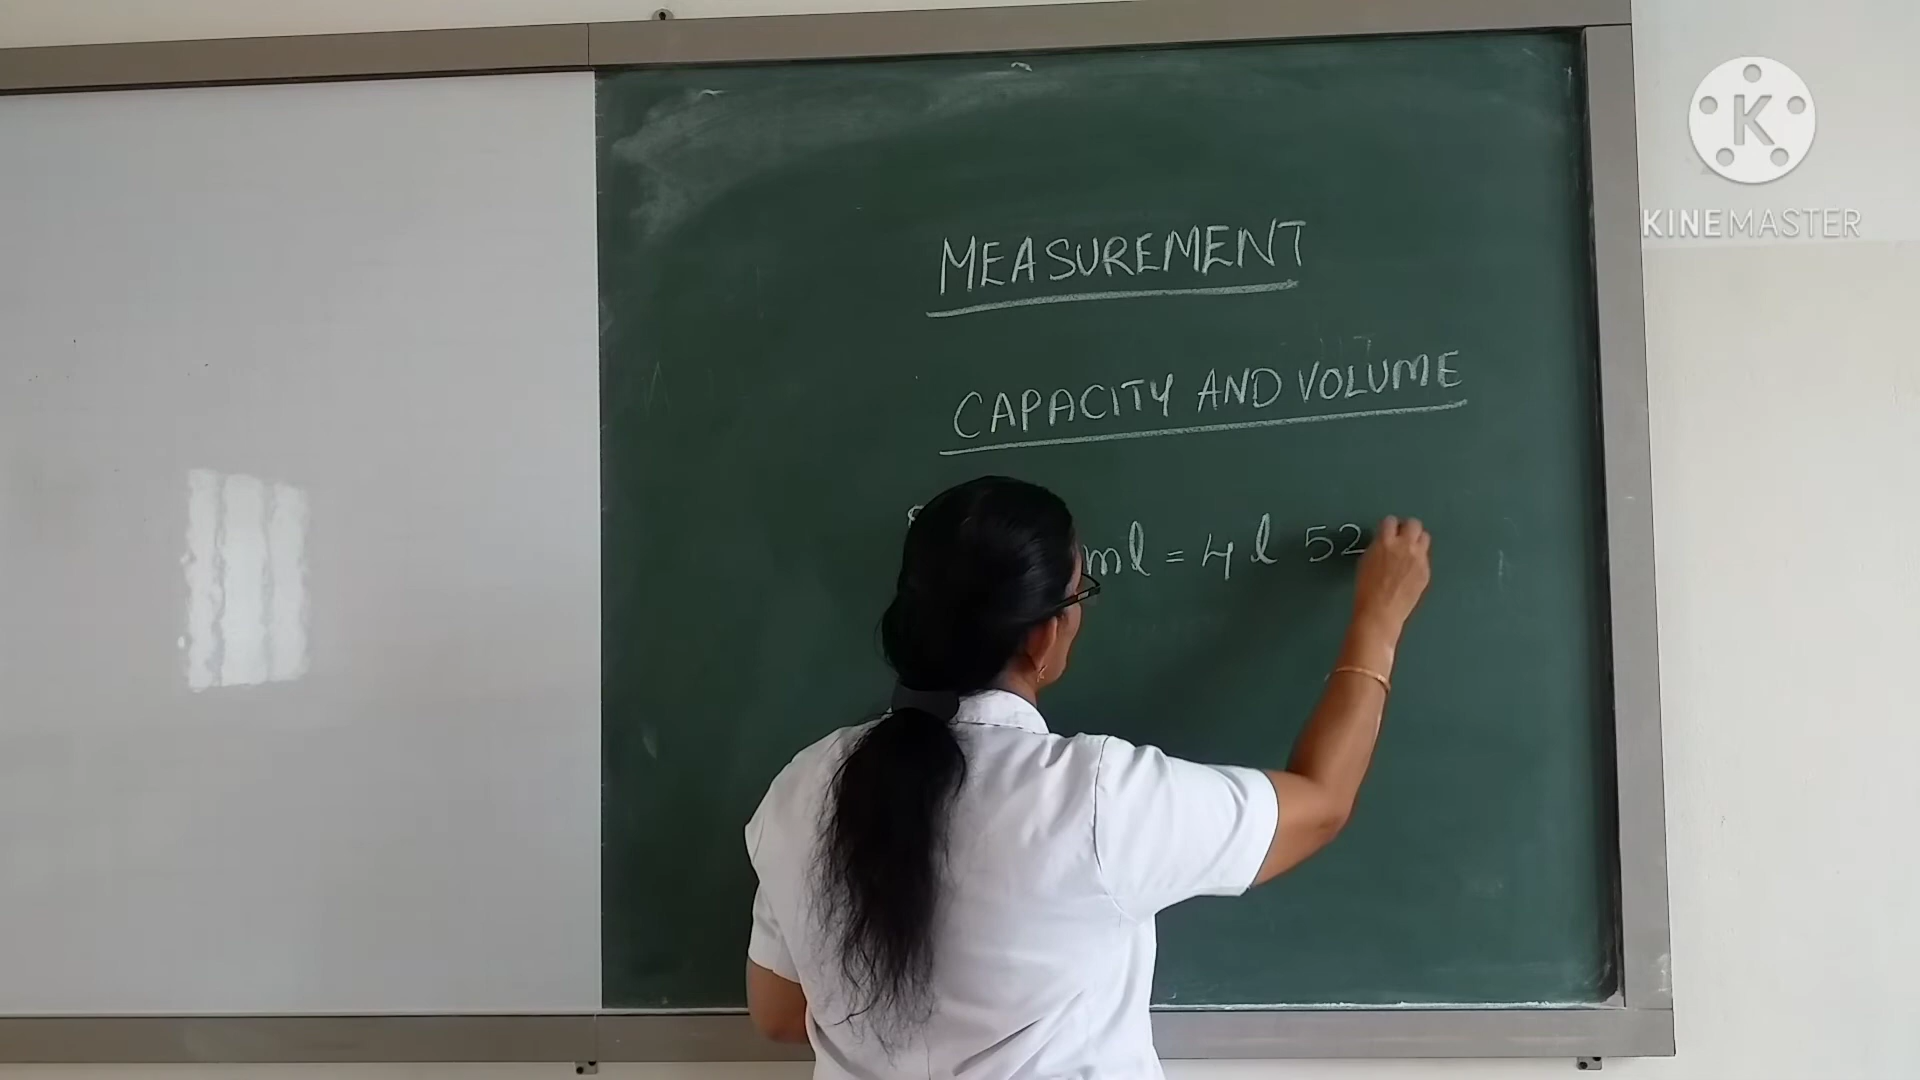 MEASUREMENT
CAPACITY AND VOLUME
ml = 4 l 52
KINEMASTER